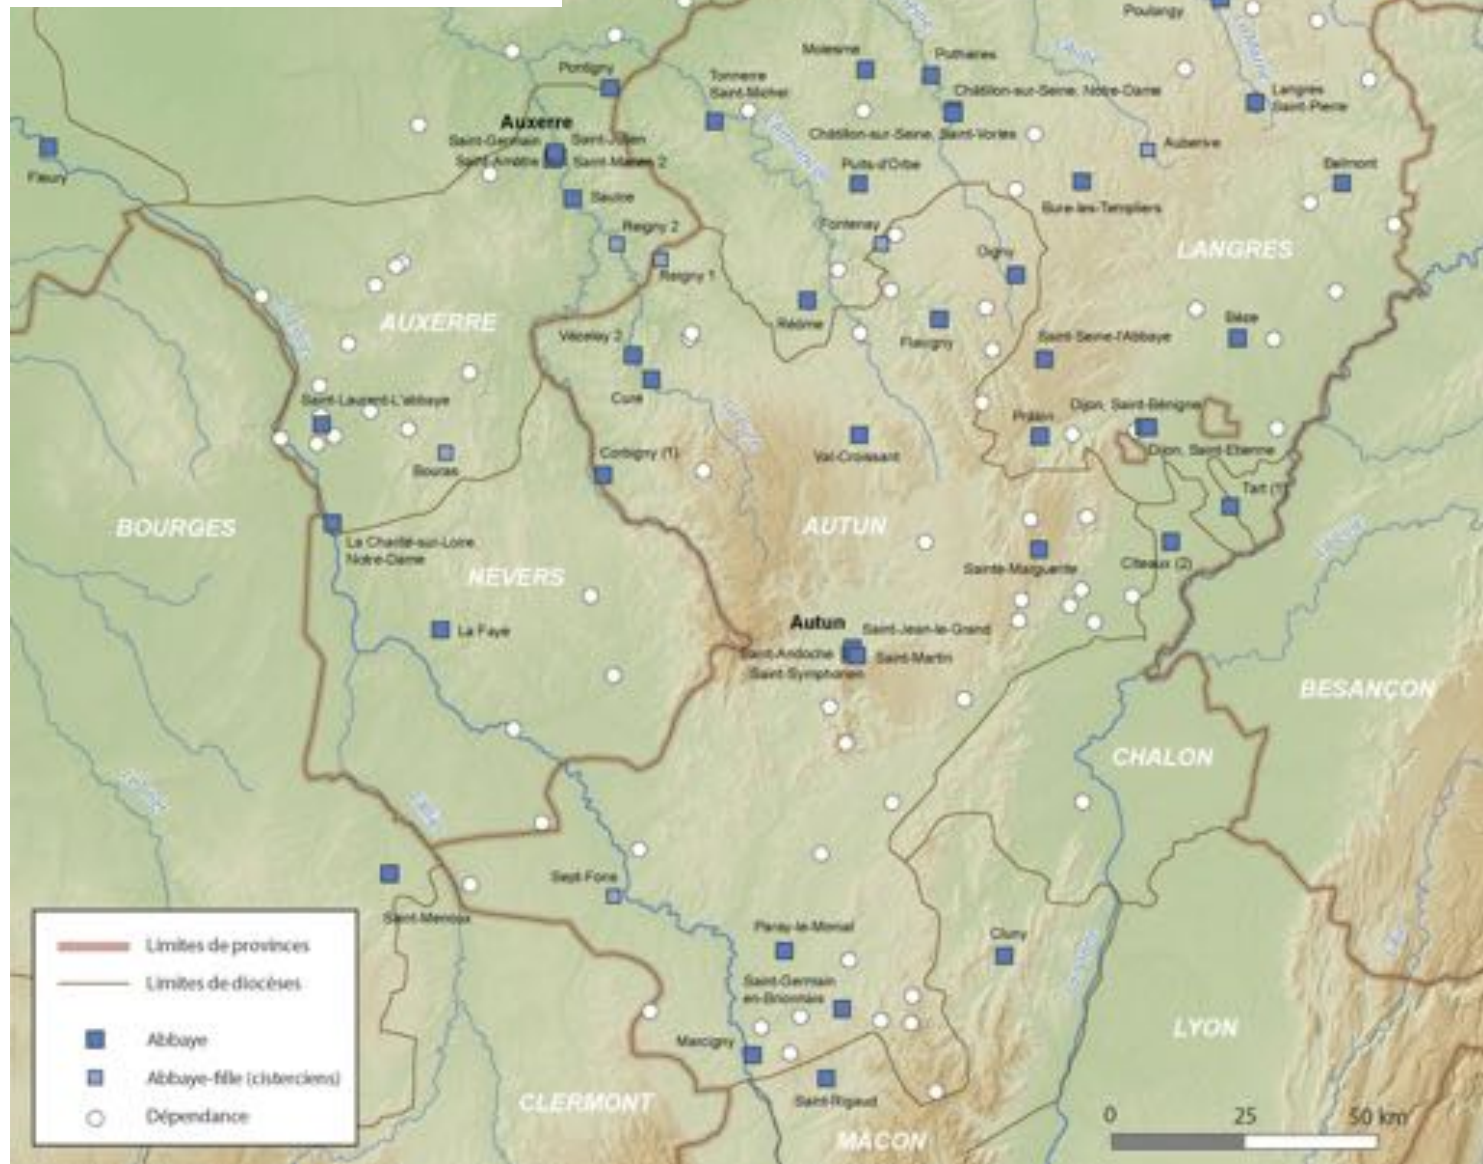 Poulangy
Molesme
Pothières
Pontigny
Tonnerre
Saint-Michel
Châtillon-sur-Seine, Notre-Dame
Langres
Saint-Pierre
Auxerre
Saint-Germain
Saint-Julien
Châtillon-sur-Seine, Saint-Vorles
Auberive
Saint-Marien 2
Fleury
Puits-d'Orbe
Belmont
Saulce
Bure-les-Templiers
Reigny 2
Fontenay
Oigny
LANGRES
Reigny 1
AUXERRE
Réôme
Flavigny
Bèze
Vézelay 2
Saint-Seine-l'Abbaye
Cure
Saint-Laurent-L'abbaye
Prâlon
Dijon, Saint-Bénigne
Dijon, Saint-Etienne
Bouras
Corbigny (1)
Val-Croissant
Tart (1)
BOURGES
AUTUN
La Charité-sur-Loire
Notre-Dame
NEVERS
Sainte-Marguerite
Cîteaux (2)
La Faye
Autun
Saint-Jean-le-Grand
Saint-Andoche
Saint-Martin
Saint-Symphorien
BESANÇON
CHALON
Sept-Fons
Saint-Menoux
Paray-le-Monial
Cluny
Saint-Germain
en-Brionnais
LYON
Marcigny
CLERMONT
Saint-Rigaud
MÂCON
Limites de provinces
Limites de diocèses
Abbaye
Abbaye-fille (cisterciens)
Dépendance
0 25 50 km